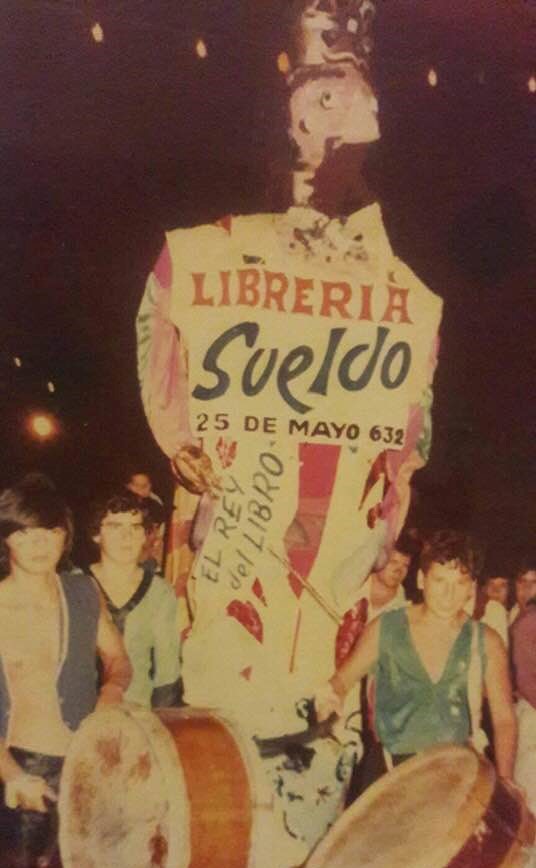 LIBRERIA
Sueldo
25 DE MAYO 632
EL REY
del LIBRO